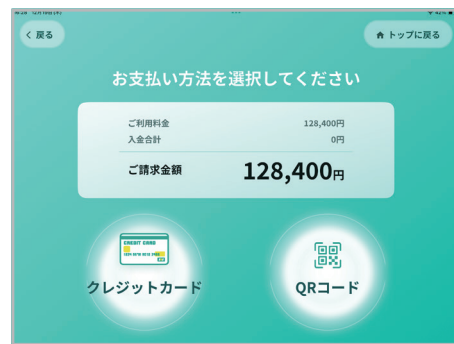 戻る
トップに戻る
お支払い方法を選択してください
ご利用料金 128,400円
入金合計 0円
ご請求金額 128,400円
CREDIT CARD
クレジットカード
QRコード